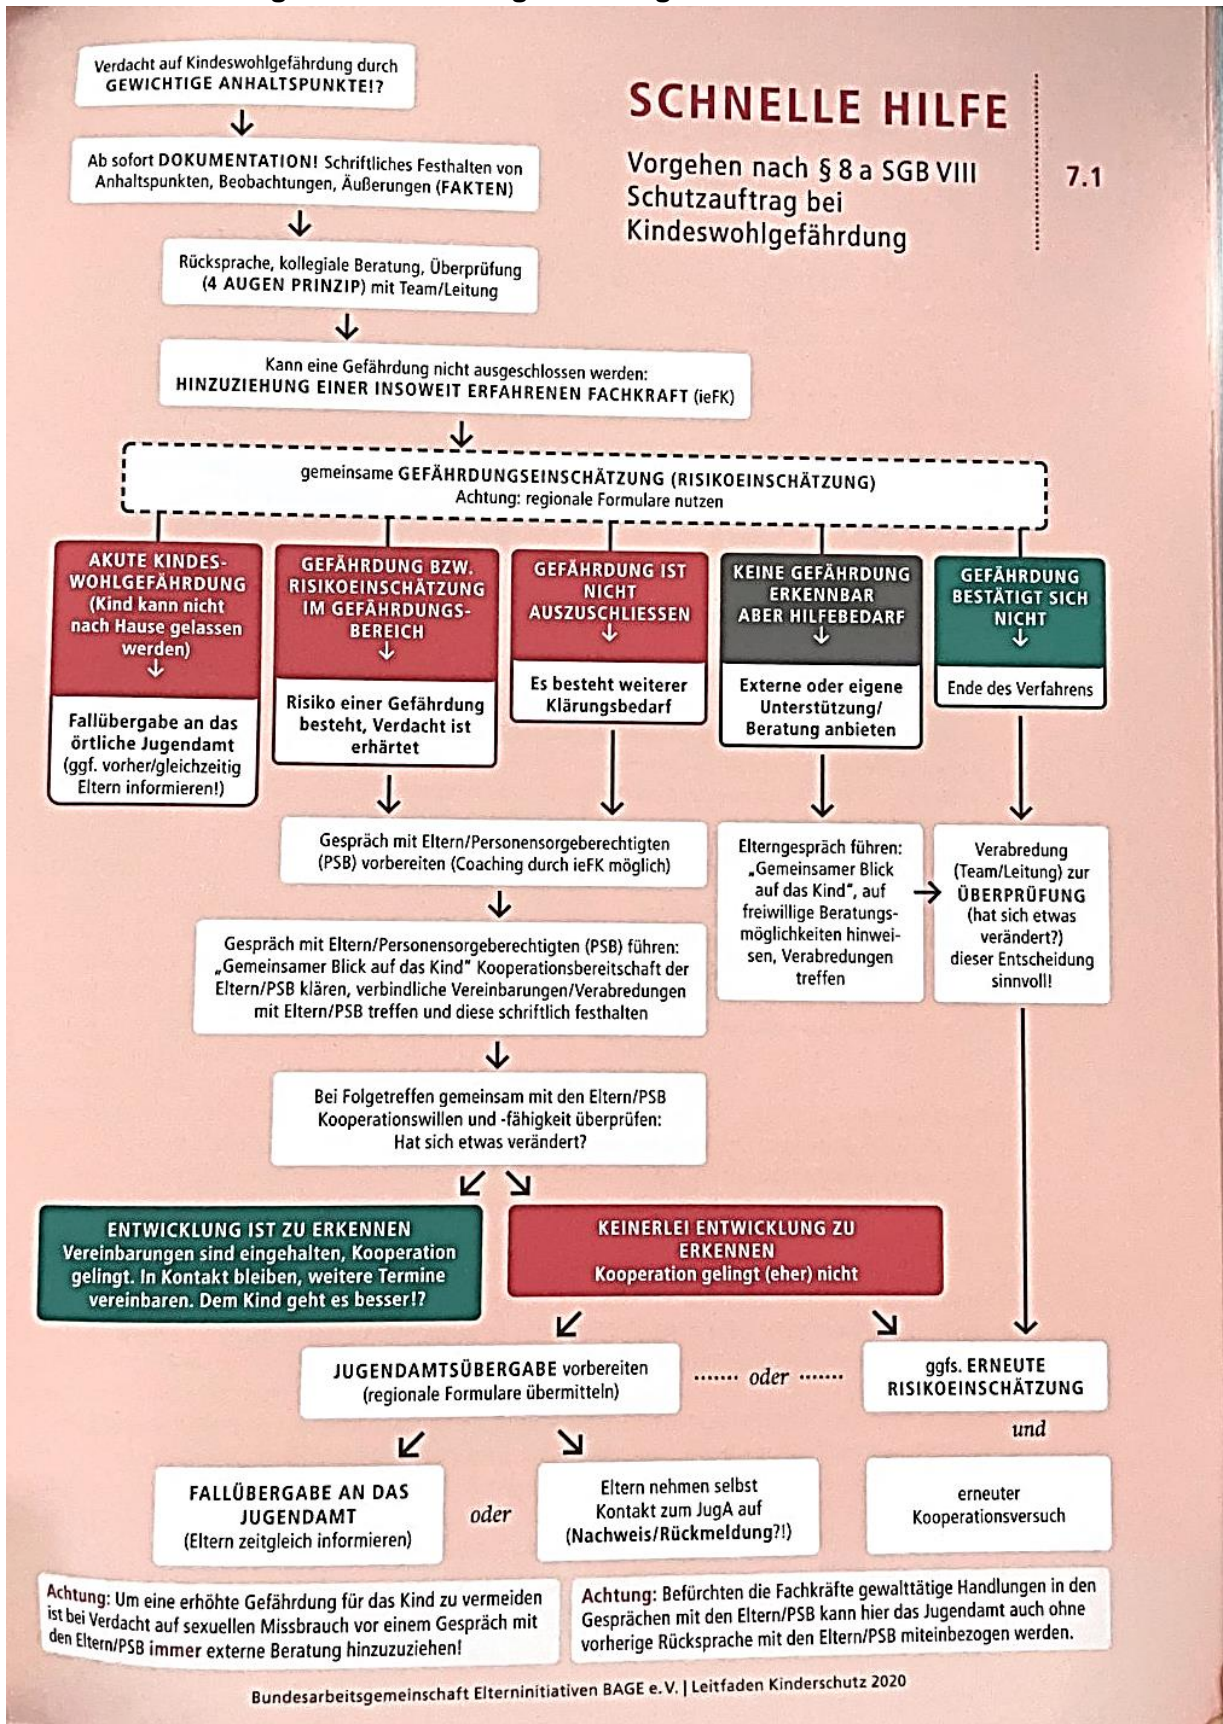 Verdacht auf Kindeswohlgefährdung durch
GEWICHTIGE ANHALTSPUNKTE!?
SCHNELLE HILFE
Vorgehen nach § 8 a SGB VIII
Schutzauftrag bei
Kindeswohlgefährdung
7.1
Ab sofort DOKUMENTATION! Schriftliches Festhalten von
Anhaltspunkten, Beobachtungen, Äußerungen (FAKTEN)
Rücksprache, kollegiale Beratung, Überprüfung
(4 AUGEN PRINZIP) mit Team/Leitung
Kann eine Gefährdung nicht ausgeschlossen werden:
HINZUZIEHUNG EINER INSOWEIT ERFAHRENEN FACHKRAFT (ieFK)
gemeinsame GEFÄHRDUNGSEINSCHÄTZUNG (RISIKOEINSCHÄTZUNG)
Achtung: regionale Formulare nutzen
AKUTE KINDES-
WOHLGEFÄHRDUNG
(Kind kann nicht
nach Hause gelassen
werden)
Fallübergabe an das
örtliche Jugendamt
(ggf. vorher/gleichzeitig
Eltern informieren!)
GEFÄHRDUNG BZW.
RISIKOEINSCHÄTZUNG
IM GEFÄHRDUNGS-
BEREICH
Risiko einer Gefährdung
besteht, Verdacht ist
erhärtet
GEFÄHRDUNG IST
NICHT
AUSZUSCHLIESSEN
Es besteht weiterer
Klärungsbedarf
KEINE GEFÄHRDUNG
ERKENNBAR
ABER HILFEBEDARF
Externe oder eigene
Unterstützung/
Beratung anbieten
GEFÄHRDUNG
BESTÄTIGT SICH
NICHT
Ende des Verfahrens
Gespräch mit Eltern/Personensorgeberechtigten
(PSB) vorbereiten (Coaching durch ieFK möglich)
Elterngespräch führen:
„Gemeinsamer Blick
auf das Kind“, auf
freiwillige Beratungs-
möglichkeiten hinwei-
sen, Verabredungen
treffen
Verabredung
(Team/Leitung) zur
ÜBERPRÜFUNG
(hat sich etwas
verändert?)
dieser Entscheidung
sinnvoll!
Gespräch mit Eltern/Personensorgeberechtigten (PSB) führen:
„Gemeinsamer Blick auf das Kind“ Kooperationsbereitschaft der
Eltern/PSB klären, verbindliche Vereinbarungen/Verabredungen
mit Eltern/PSB treffen und diese schriftlich festhalten
Bei Folgetreffen gemeinsam mit den Eltern/PSB
Kooperationswillen und -fähigkeit überprüfen:
Hat sich etwas verändert?
ENTWICKLUNG IST ZU ERKENNEN
Vereinbarungen sind eingehalten, Kooperation
gelingt. In Kontakt bleiben, weitere Termine
vereinbaren. Dem Kind geht es besser!?
KEINERLEI ENTWICKLUNG ZU
ERKENNEN
Kooperation gelingt (eher) nicht
JUGENDAMTSÜBERGABE vorbereiten
(regionale Formulare übermitteln)
....... oder .......
ggfs. ERNEUTE
RISIKOEINSCHÄTZUNG
und
FALLÜBERGABE AN DAS
JUGENDAMT
(Eltern zeitgleich informieren)
oder
Eltern nehmen selbst
Kontakt zum JugA auf
(Nachweis/Rückmeldung?!)
erneuter
Kooperationsversuch
Achtung: Um eine erhöhte Gefährdung für das Kind zu vermeiden
ist bei Verdacht auf sexuellen Missbrauch vor einem Gespräch mit
den Eltern/PSB immer externe Beratung hinzuzuziehen!
Achtung: Befürchten die Fachkräfte gewalttätige Handlungen in den
Gesprächen mit den Eltern/PSB kann hier das Jugendamt auch ohne
vorherige Rücksprache mit den Eltern/PSB miteinbezogen werden.
Bundesarbeitsgemeinschaft Elterninitiativen BAGE e.V. | Leitfaden Kinderschutz 2020